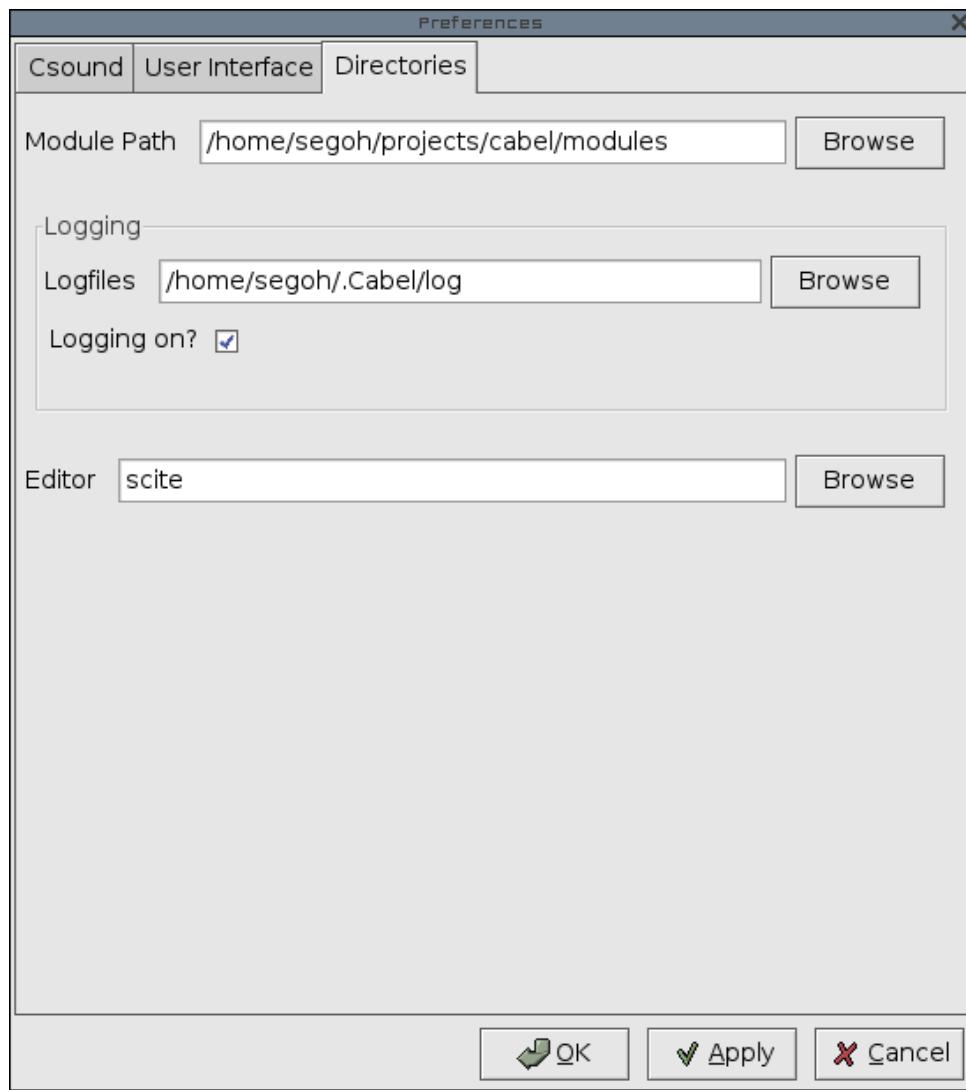 Preferences
Csound User Interface Directories
Module Path /home/segoh/projects/cabel/modules Browse
Logging
Logfiles /home/segoh/.Cabel/log Browse
Logging on?
Editor scite Browse
OK Apply Cancel